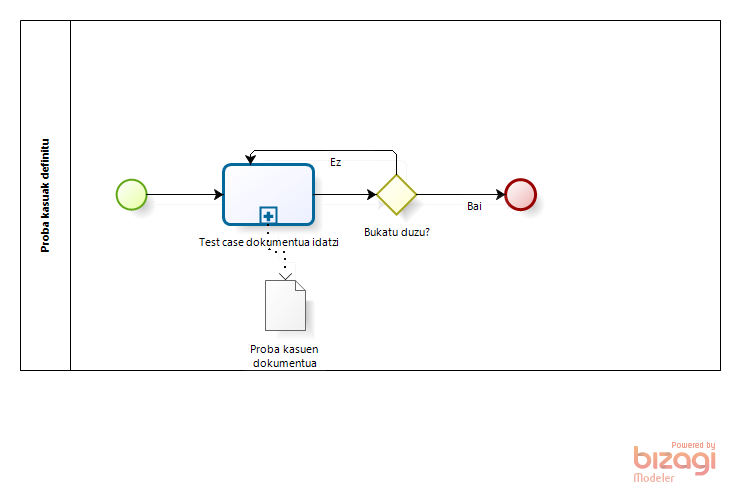 Proba kasuak definitu
Ez
Bai
Test case dokumentua idatzi
Bukatu duzu?
Proba kasuen
dokumentua
Powered by
bizagi
Modeler